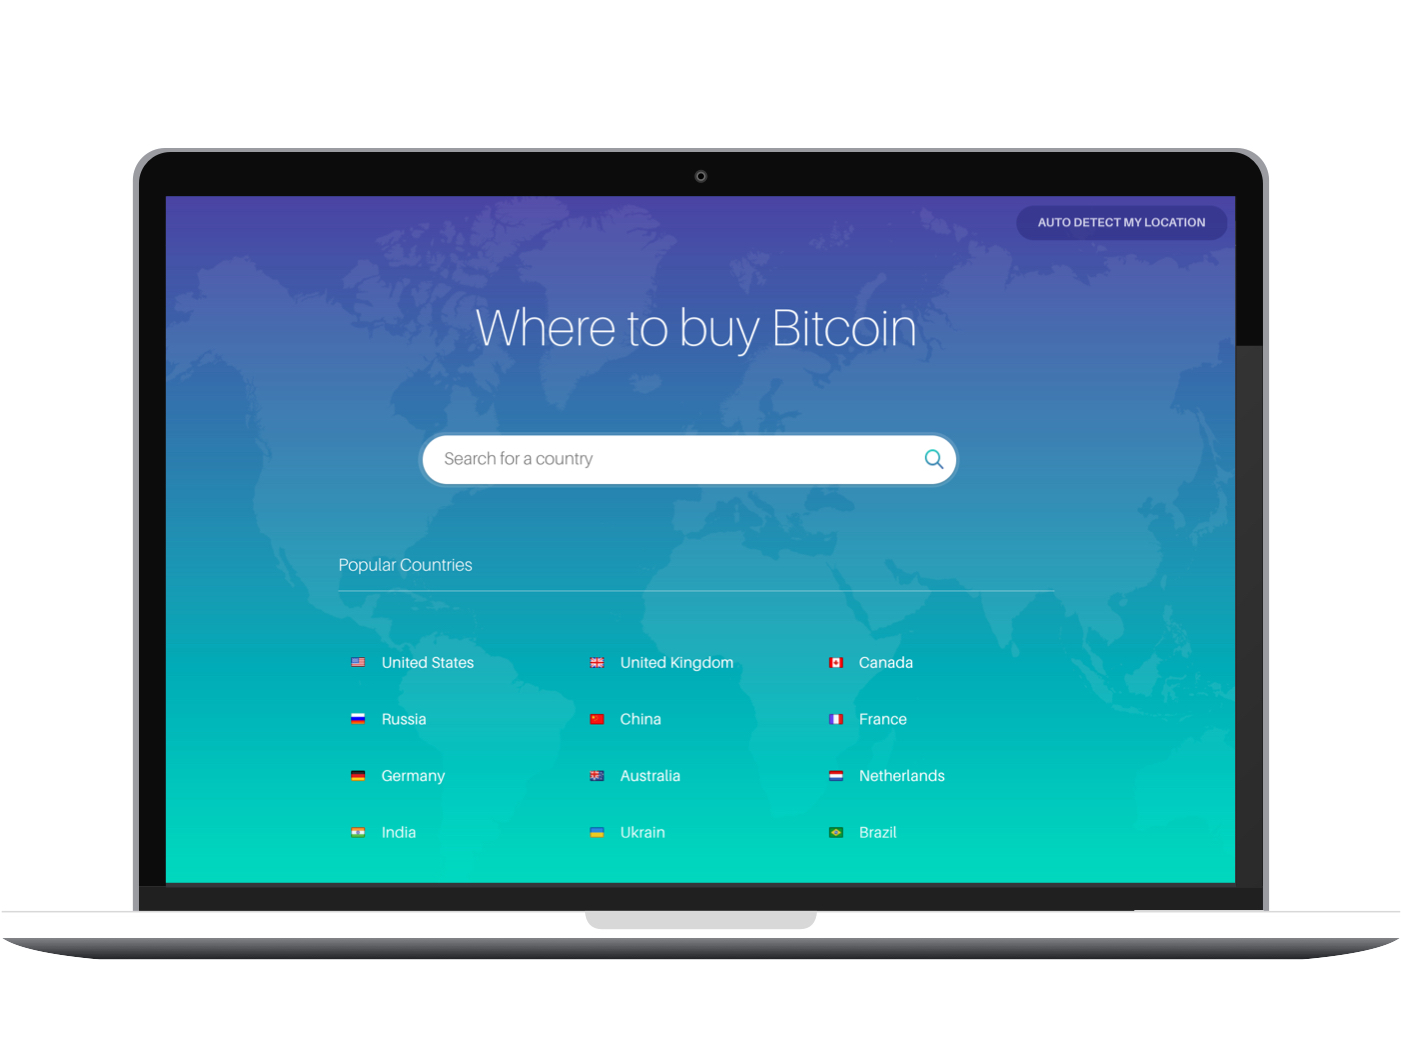 AUTO DETECT MY LOCATION
Where to buy Bitcoin
Search for a country
Popular Countries
United States United Kingdom Canada
Russia China France
Germany Australia Netherlands
India Ukrain Brazil